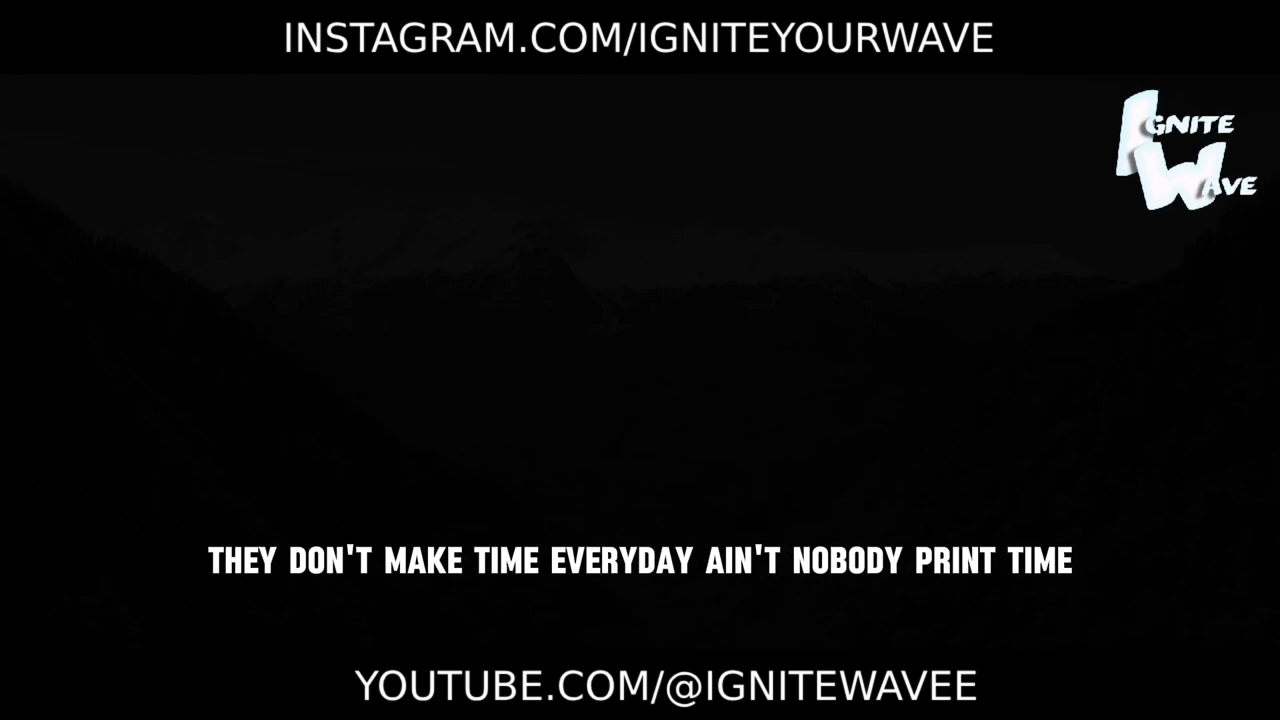 INSTAGRAM.COM/IGNITEYOURWAVE
IGNITE
WAVE
THEY DON'T MAKE TIME EVERYDAY AIN'T NOBODY PRINT TIME
YOUTUBE.COM/@IGNITEWAVEE